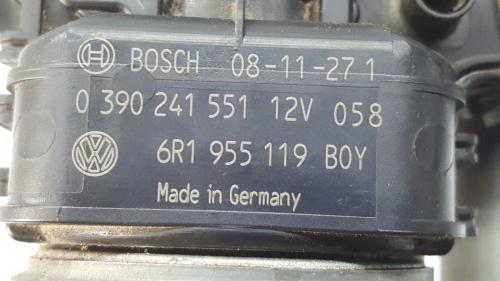 BOSCH 08-11-27 1
0 390 241 551 12V 058
6R1 955 119 B0Y
Made in Germany